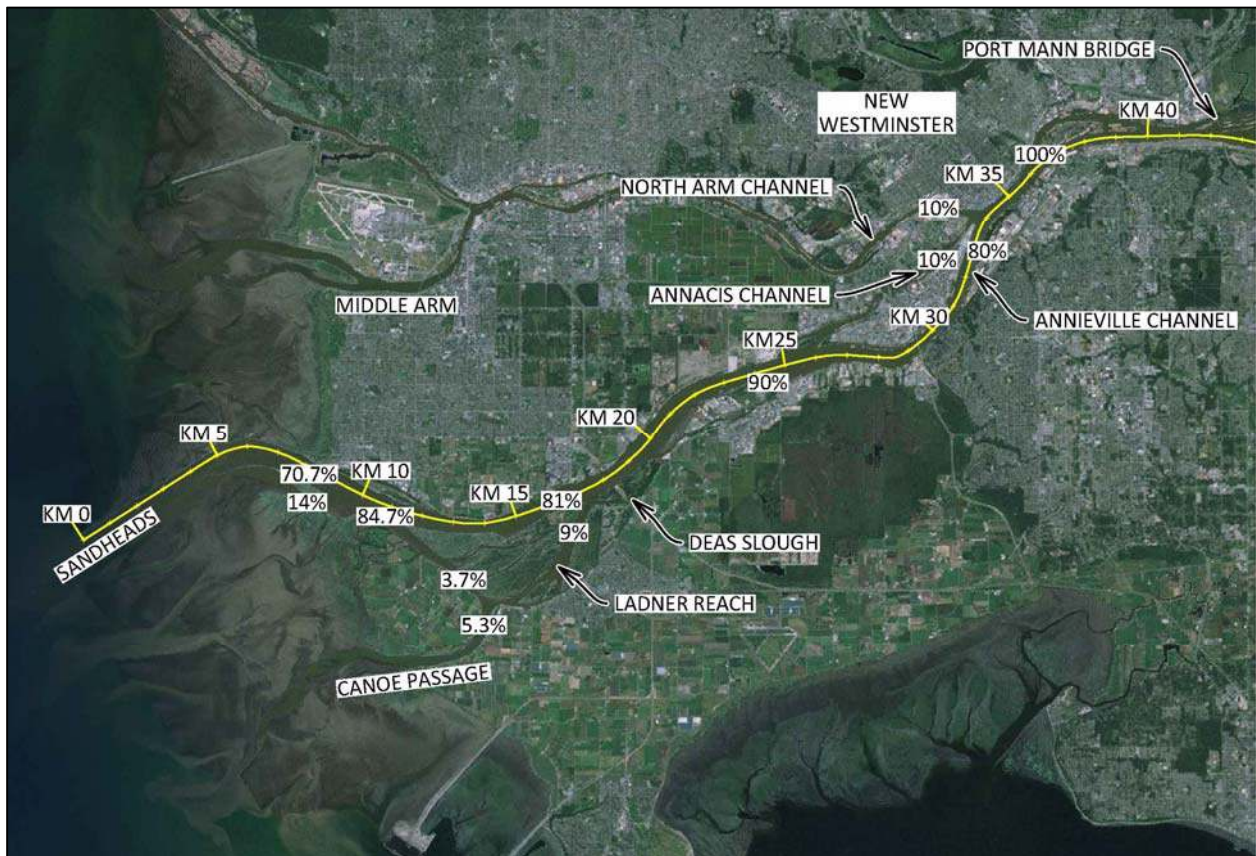 PORT MANN BRIDGE
NEW
WESTMINSTER
KM 40
100%
KM 35
NORTH ARM CHANNEL
10%
80%
10%
ANNACIS CHANNEL
MIDDLE ARM
KM 30
ANNIEVILLE CHANNEL
KM25
90%
KM 20
KM 5
70.7%
KM 10
KM 15
81%
14%
84.7%
KM 0
SANDHEADS
9%
DEAS SLOUGH
3.7%
LADNER REACH
5.3%
CANOE PASSAGE